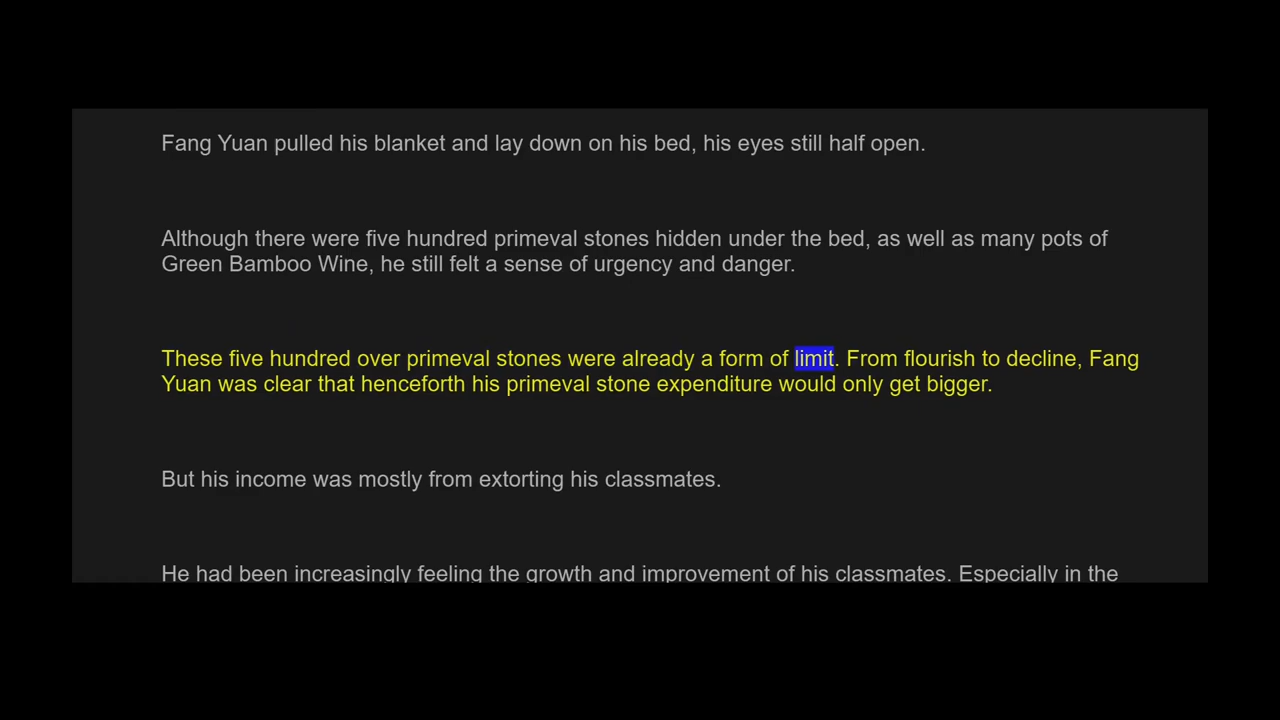 Fang Yuan pulled his blanket and lay down on his bed, his eyes still half open.
Although there were five hundred primeval stones hidden under the bed, as well as many pots of
Green Bamboo Wine, he still felt a sense of urgency and danger.
These five hundred over primeval stones were already a form of limit. From flourish to decline, Fang
Yuan was clear that henceforth his primeval stone expenditure would only get bigger.
But his income was mostly from extorting his classmates.
He had been increasingly feeling the growth and improvement of his classmates. Especially in the